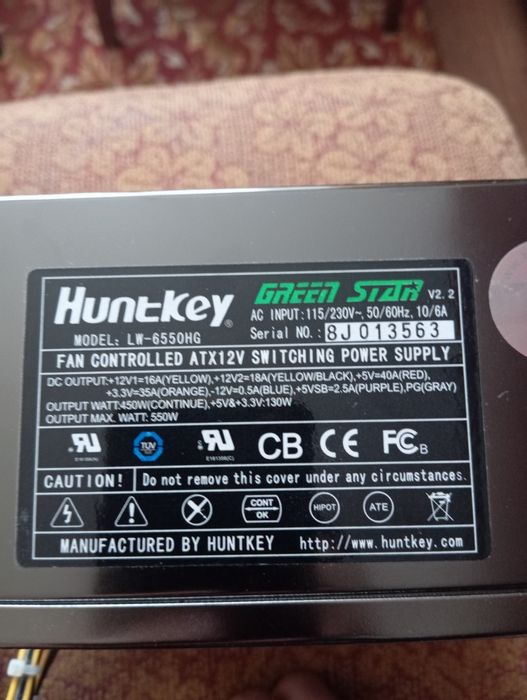 Huntkey®
GREEN STAR V2.2
AC INPUT:115/230V~, 50/60Hz, 10/6A
MODEL: LW-6550HG
Serial NO.: 8J 013563
FAN CONTROLLED ATX12V SWITCHING POWER SUPPLY
DC OUTPUT:+12V1=16A(YELLOW),+12V2=18A(YELLOW/BLACK),+5V=40A(RED),
+3.3V=35A(ORANGE),-12V=0.5A(BLUE),+5VSB=2.5A(PURPLE),PG(GRAY)
OUTPUT WATT:450W(CONTINUE),+5V&+3.3V:130W
OUTPUT MAX. WATT: 550W
TUV
CB CE FC B
CAUTION! Do not remove this cover under any circumstances.
CONT
OK
HIPOT
ATE
MANUFACTURED BY HUNTKEY http://www.huntkey.com